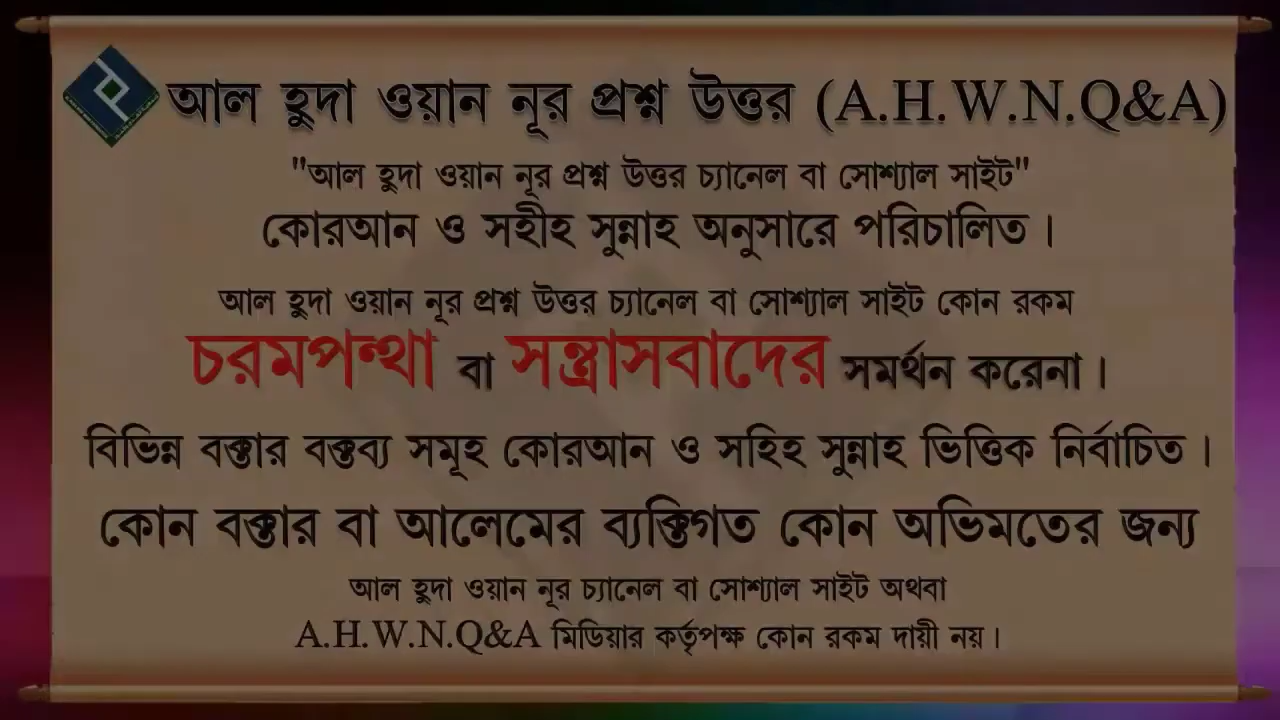 আল হুদা ওয়ান নূর প্রশ্ন উত্তর (A.H.W.N.Q&A)
"আল হুদা ওয়ান নূর প্রশ্ন উত্তর চ্যানেল বা সোশ্যাল সাইট"
কোরআন ও সহীহ সুন্নাহ অনুসারে পরিচালিত।
আল হুদা ওয়ান নূর প্রশ্ন উত্তর চ্যানেল বা সোশ্যাল সাইট কোন রকম
চরমপন্থা বা সন্ত্রাসবাদের সমর্থন করেনা।
বিভিন্ন বক্তার বক্তব্য সমূহ কোরআন ও সহিহ সুন্নাহ ভিত্তিক নির্বাচিত।
কোন বক্তার বা আলেমের ব্যক্তিগত কোন অভিমতের জন্য
আল হুদা ওয়ান নূর চ্যানেল বা সোশ্যাল সাইট অথবা
A.H.W.N.Q&A মিডিয়ার কর্তৃপক্ষ কোন রকম দায়ী নয়।